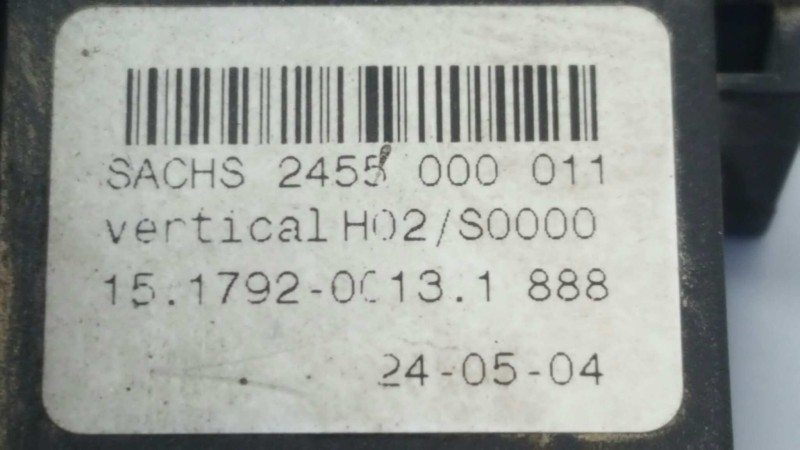 SACHS 2455 000 011
vertical H02/S0000
15.1792-0013.1 888
24-05-04